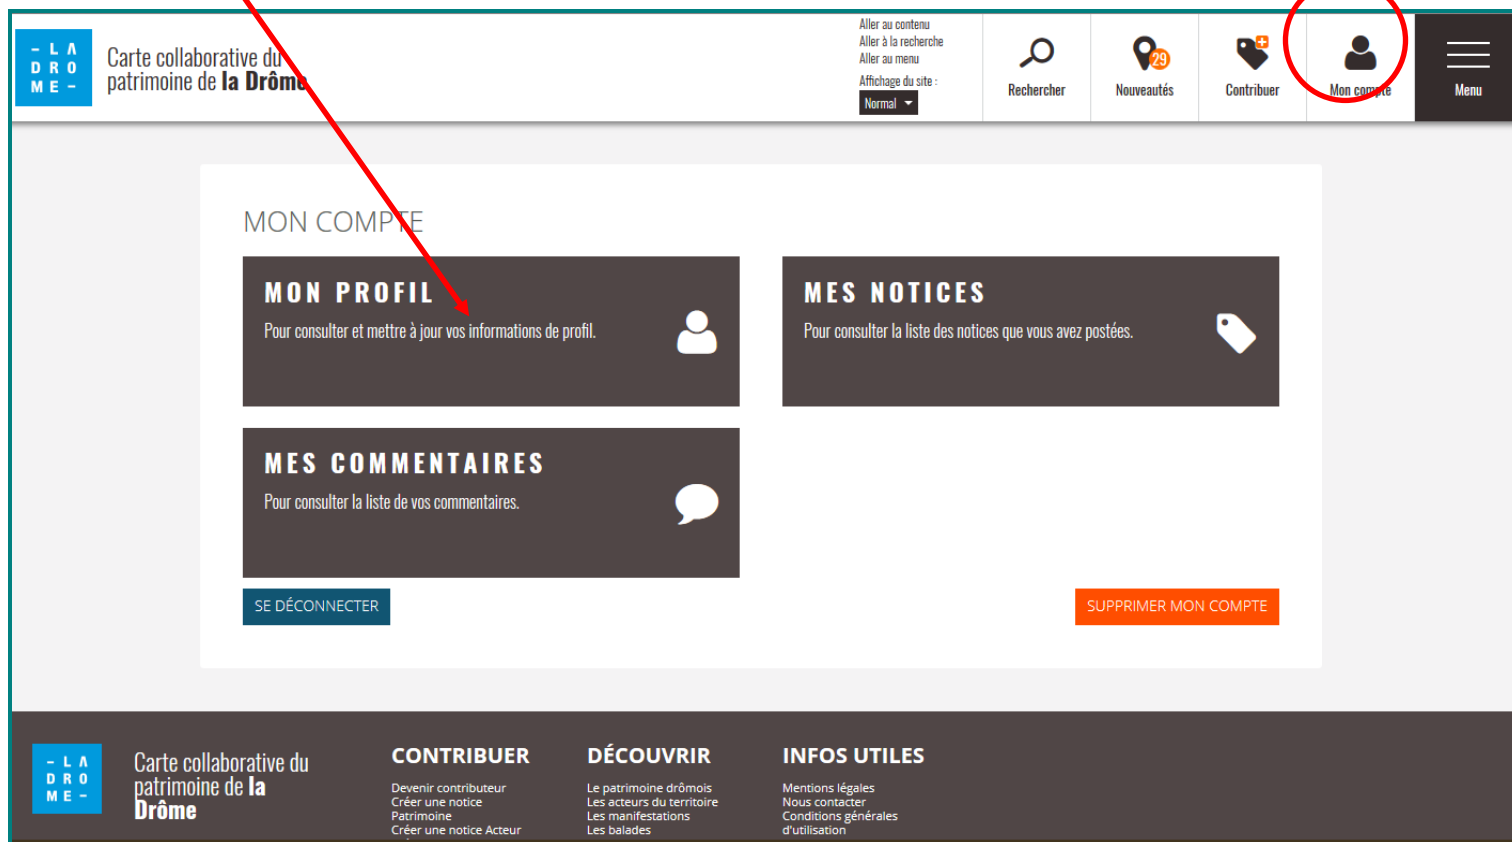 - L A
D R O
M E -
Carte collaborative du
patrimoine de la Drôme
Aller au contenu
Aller à la recherche
Aller au menu
Affichage du site :
Normal
Rechercher
29
Nouveautés
Contribuer
Mon compte
Menu
MON COMPTE
MON PROFIL
Pour consulter et mettre à jour vos informations de profil.
MES NOTICES
Pour consulter la liste des notices que vous avez postées.
MES COMMENTAIRES
Pour consulter la liste de vos commentaires.
SE DÉCONNECTER
SUPPRIMER MON COMPTE
- L A
D R O
M E -
Carte collaborative du
patrimoine de la
Drôme
CONTRIBUER
Devenir contributeur
Créer une notice
Patrimoine
Créer une notice Acteur
DÉCOUVRIR
Le patrimoine drômois
Les acteurs du territoire
Les manifestations
Les balades
INFOS UTILES
Mentions légales
Nous contacter
Conditions générales
d'utilisation